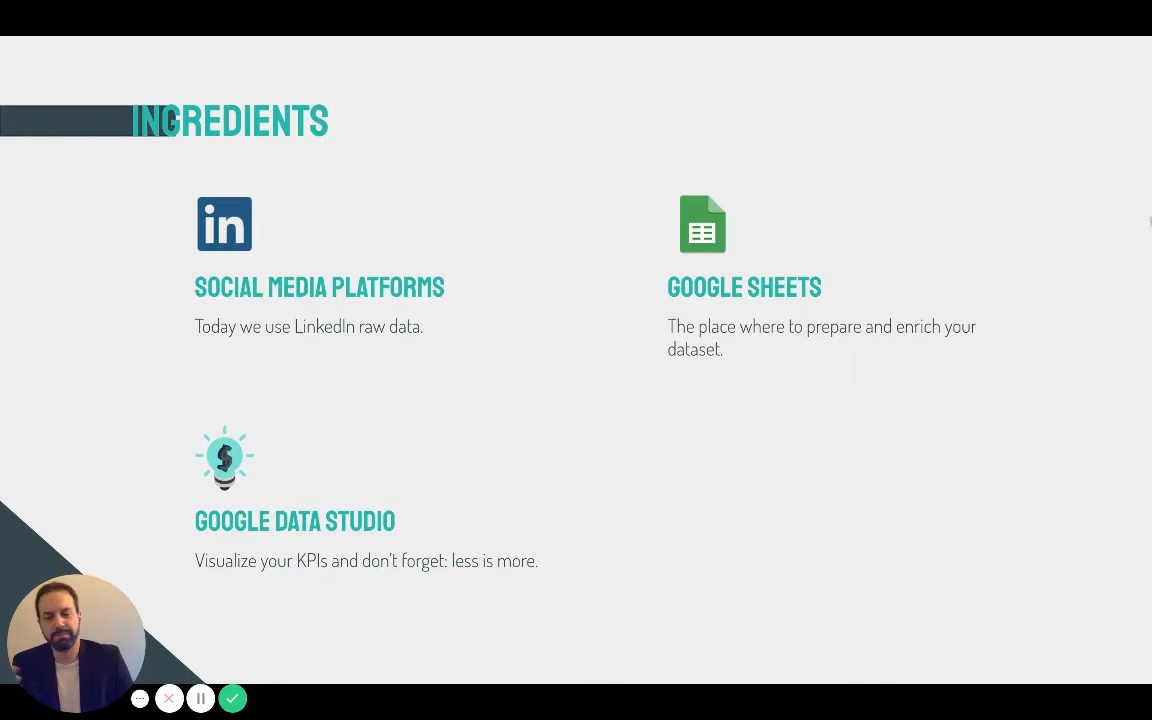 INGREDIENTS
in
SOCIAL MEDIA PLATFORMS
Today we use LinkedIn raw data.
GOOGLE SHEETS
The place where to prepare and enrich your
dataset.
$
GOOGLE DATA STUDIO
Visualize your KPIs and don't forget: less is more.